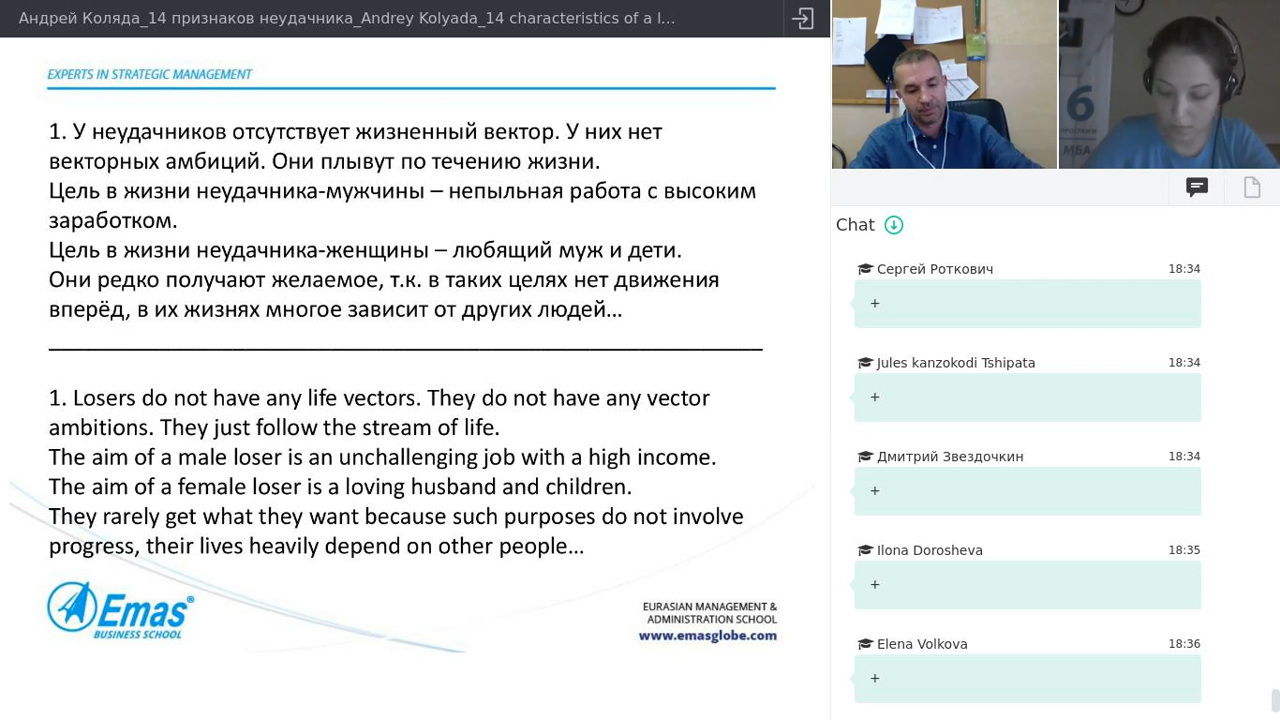 Андрей Коляда_14 признаков неудачника_Andrey Kolyada_14 characteristics of a l...
EXPERTS IN STRATEGIC MANAGEMENT
1. У неудачников отсутствует жизненный вектор. У них нет
векторных амбиций. Они плывут по течению жизни.
Цель в жизни неудачника-мужчины – непыльная работа с высоким
заработком.
Цель в жизни неудачника-женщины – любящий муж и дети.
Они редко получают желаемое, т.к. в таких целях нет движения
вперёд, в их жизнях многое зависит от других людей...
1. Losers do not have any life vectors. They do not have any vector
ambitions. They just follow the stream of life.
The aim of a male loser is an unchallenging job with a high income.
The aim of a female loser is a loving husband and children.
They rarely get what they want because such purposes do not involve
progress, their lives heavily depend on other people...
Emas®
BUSINESS SCHOOL
EURASIAN MANAGEMENT &
ADMINISTRATION SCHOOL
www.emasglobe.com
6
МБА
Chat
Сергей Роткович 18:34
+
Jules kanzokodi Tshipata 18:34
+
Дмитрий Звездочкин 18:34
+
Ilona Dorosheva 18:35
+
Elena Volkova 18:36
+